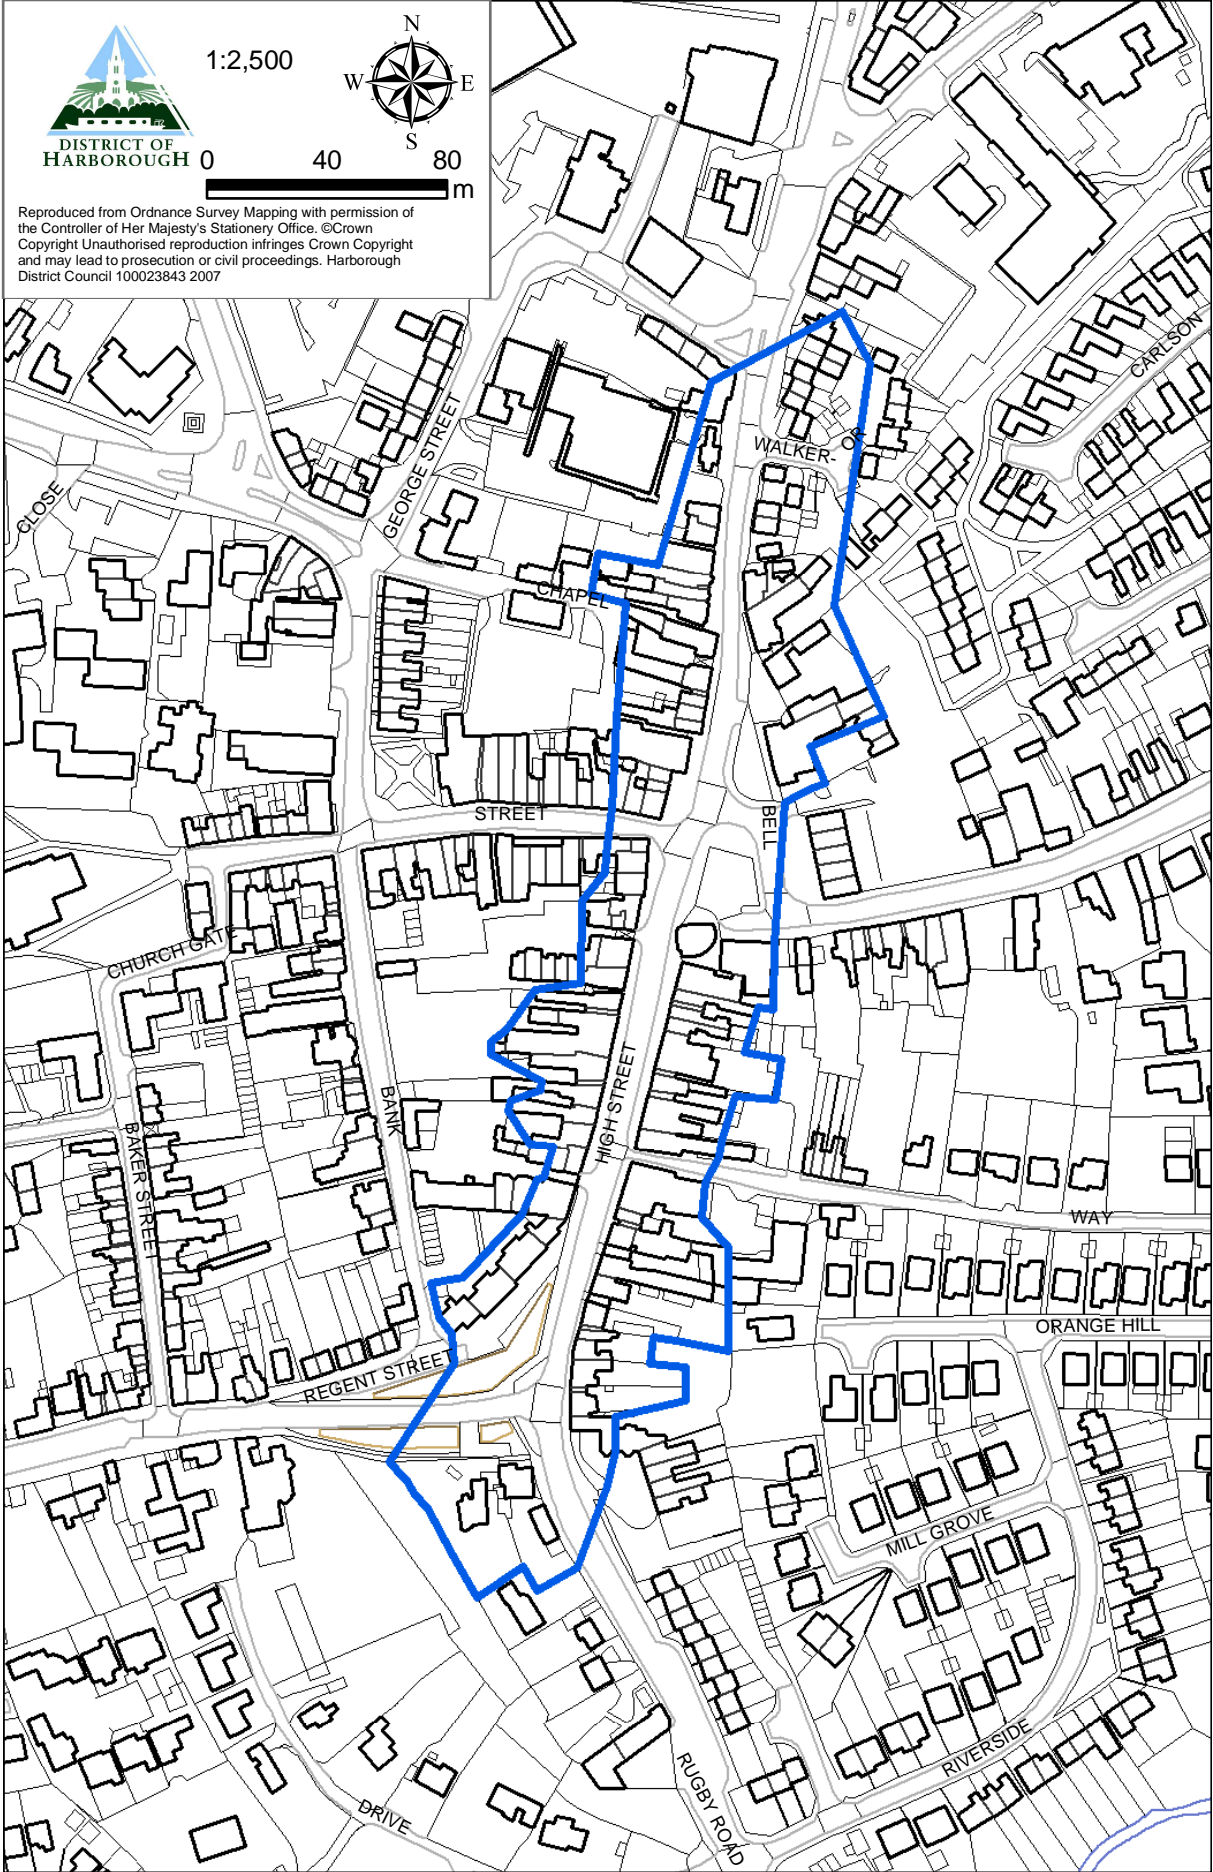 N
1:2,500
W
E
S
DISTRICT OF
HARBOROUGH
0 40 80
m
Reproduced from Ordnance Survey Mapping with permission of
the Controller of Her Majesty's Stationery Office. ©Crown
Copyright Unauthorised reproduction infringes Crown Copyright
and may lead to prosecution or civil proceedings. Harborough
District Council 100023843 2007
CARLSON
GEORGE STREET
WALKER-
OR
CLOSE
CHAPEL
STREET
BELL
CHURCH GATE
HIGH STREET
BANK
BAKER STREET
WAY
ORANGE HILL
REGENT STREET
MILL GROVE
RIVERSIDE
RUGBY ROAD
DRIVE